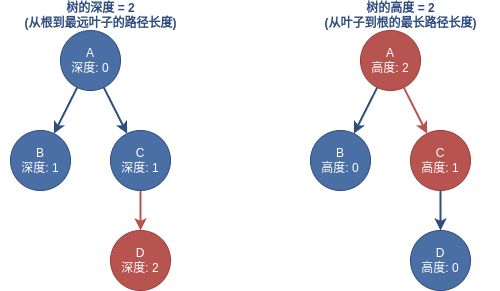 树的深度 = 2
(从根到最远叶子的路径长度)
A
深度: 0
B
深度: 1
C
深度: 1
D
深度: 2
树的高度 = 2
(从叶子到根的最长路径长度)
A
高度: 2
B
高度: 0
C
高度: 1
D
高度: 0